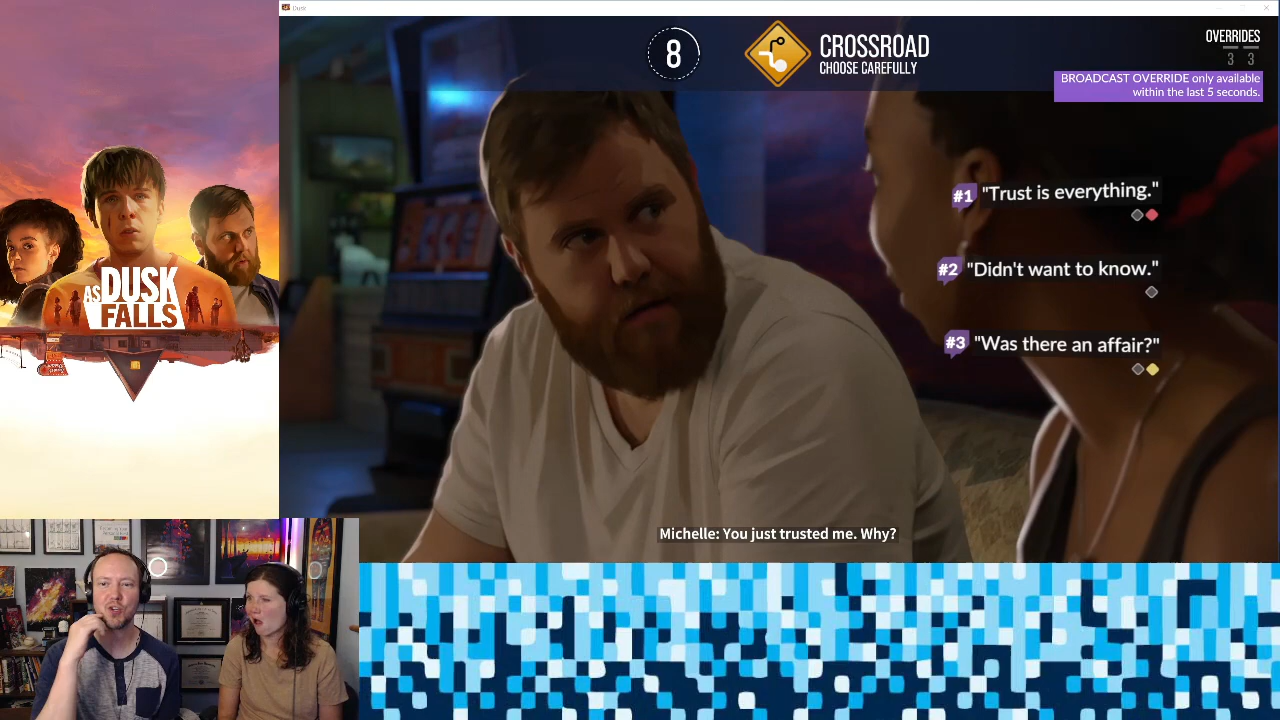 Dusk
8
CROSSROAD
CHOOSE CAREFULLY
OVERRIDES
3 3
BROADCAST OVERRIDE only available
within the last 5 seconds.
#1 "Trust is everything."
#2 "Didn't want to know."
#3 "Was there an affair?"
Michelle: You just trusted me. Why?
AS DUSK
FALLS